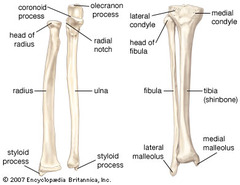 coronoid
process
olecranon
process
head of
radius
radial
notch
radius
ulna
styloid
process
styloid
process
lateral
condyle
medial
condyle
head of
fibula
fibula
tibia
(shinbone)
lateral
malleolus
medial
malleolus
© 2007 Encyclopædia Britannica, Inc.